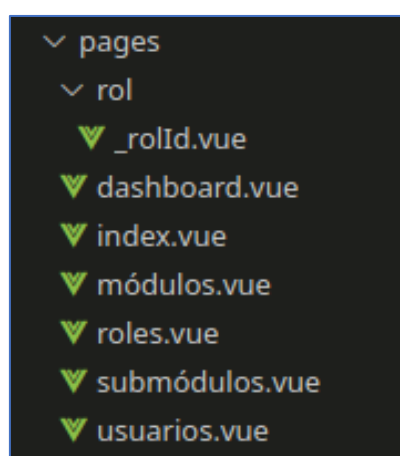 pages
rol
_rolId.vue
dashboard.vue
index.vue
módulos.vue
roles.vue
submódulos.vue
usuarios.vue